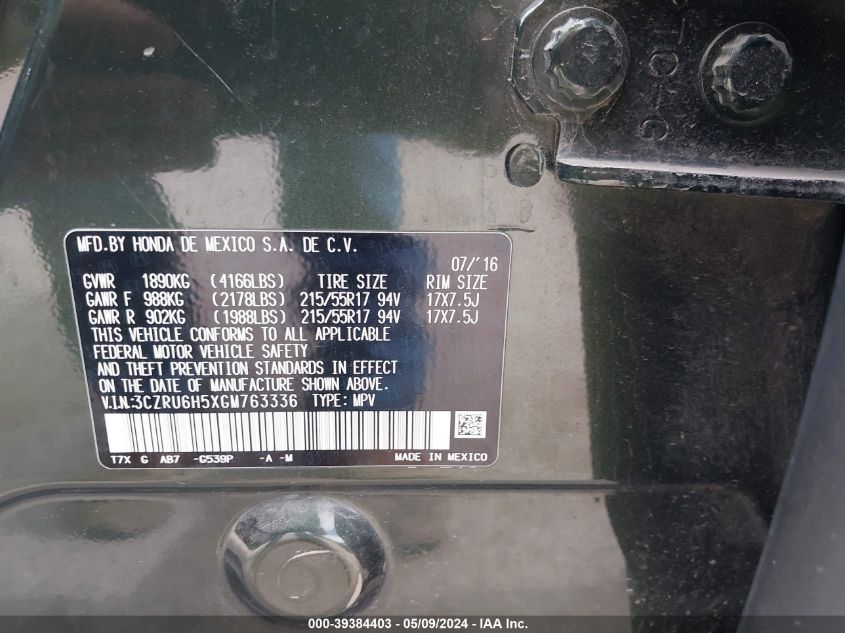 MFD.BY HONDA DE MEXICO S.A. DE C.V.
07/'16
GVWR 1890KG (4166LBS) TIRE SIZE RIM SIZE
GAWR F 988KG (2178LBS) 215/55R17 94V 17X7.5J
GAWR R 902KG (1988LBS) 215/55R17 94V 17X7.5J
THIS VEHICLE CONFORMS TO ALL APPLICABLE
FEDERAL MOTOR VEHICLE SAFETY
AND THEFT PREVENTION STANDARDS IN EFFECT
ON THE DATE OF MANUFACTURE SHOWN ABOVE.
V.I.N:3CZRU6H5XGM763336 TYPE: MPV
T7X G AB7 -G539P -A -M MADE IN MEXICO
000-39384403 - 05/09/2024 - IAA Inc.